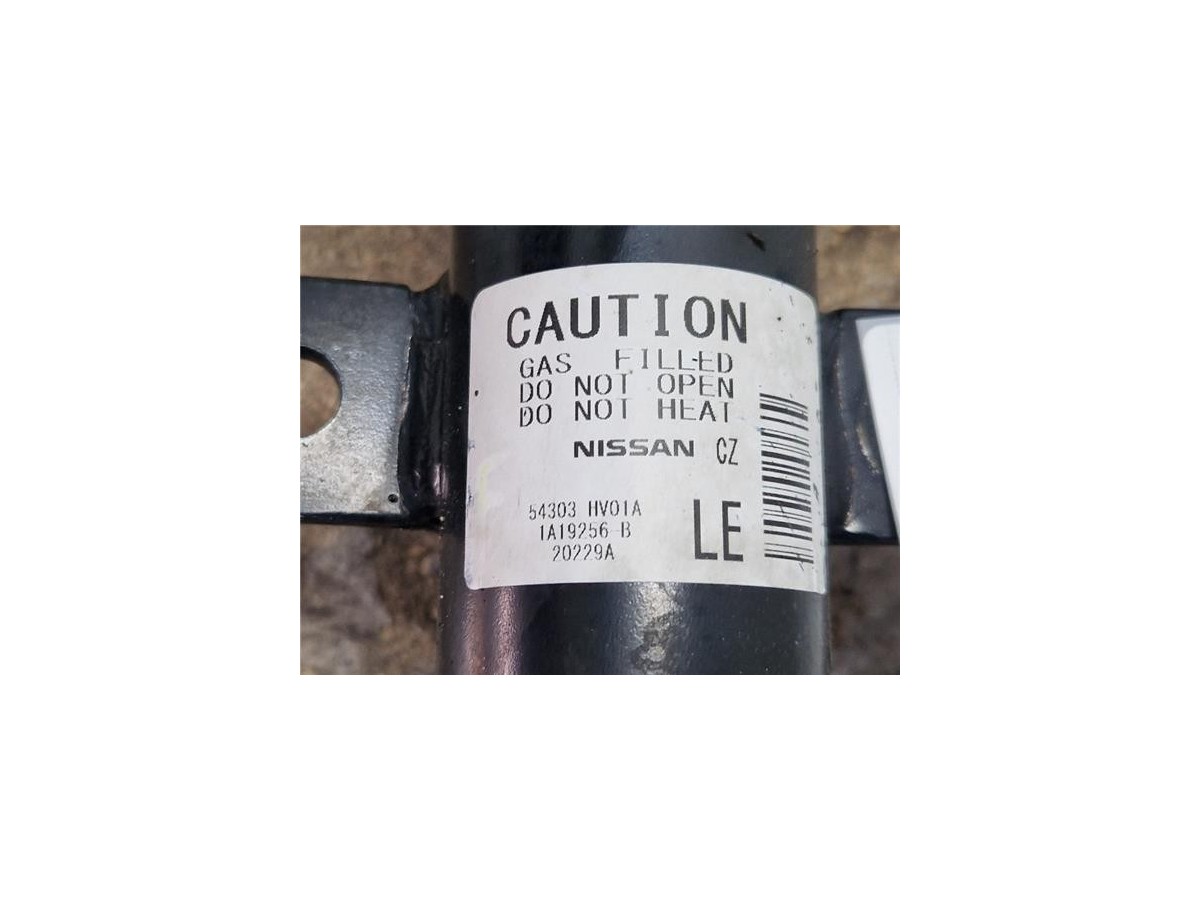 CAUTION
GAS FILLED
DO NOT OPEN
DO NOT HEAT
NISSAN CZ
54303 HV01A
1A19256-B
20229A
LE